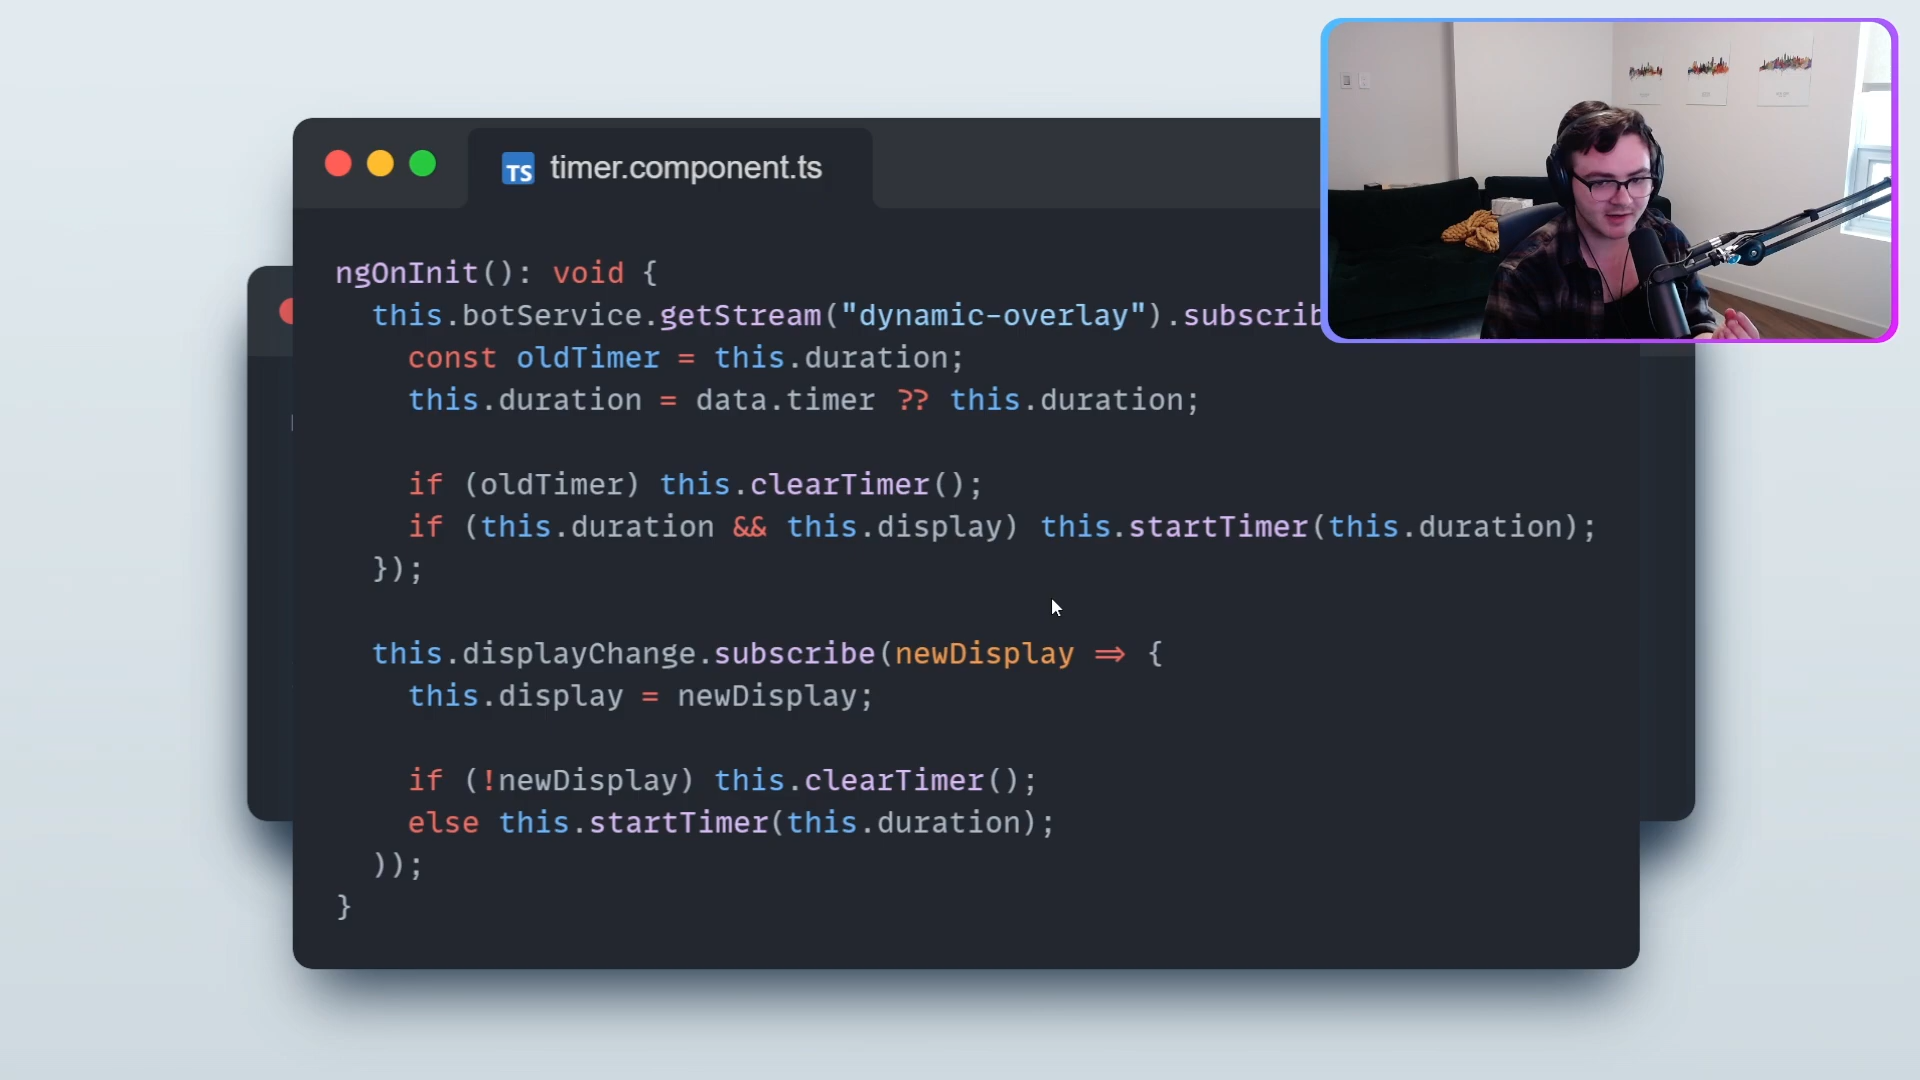 TS timer.component.ts
ngOnInit(): void {
this.botService.getStream("dynamic-overlay").subscrib
const oldTimer = this.duration;
this.duration = data.timer ?? this.duration;
if (oldTimer) this.clearTimer();
if (this.duration && this.display) this.startTimer(this.duration);
});
this.displayChange.subscribe(newDisplay => {
this.display = newDisplay;
if (!newDisplay) this.clearTimer();
else this.startTimer(this.duration);
));
}